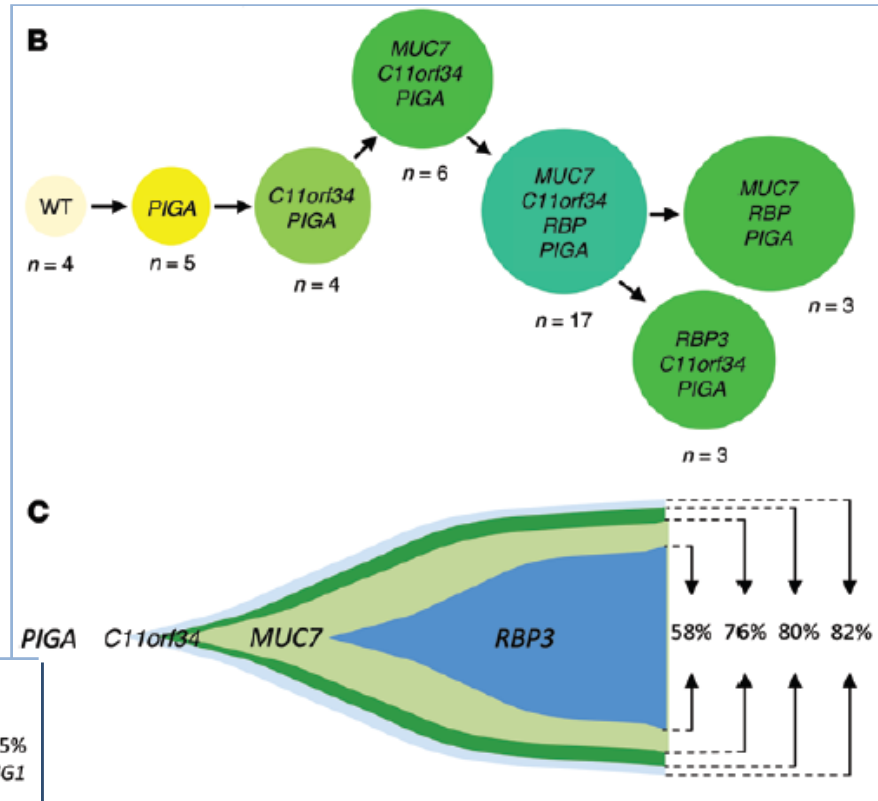 B
WT
n = 4
PIGA
n = 5
C11orf34
PIGA
n = 4
MUC7
C11orf34
PIGA
n = 6
MUC7
C11orf34
RBP
PIGA
n = 17
MUC7
RBP
PIGA
n = 3
RBP3
C11orf34
PIGA
n = 3
C
PIGA C11orf34 MUC7 RBP3 58% 76% 80% 82%
5%
IG1